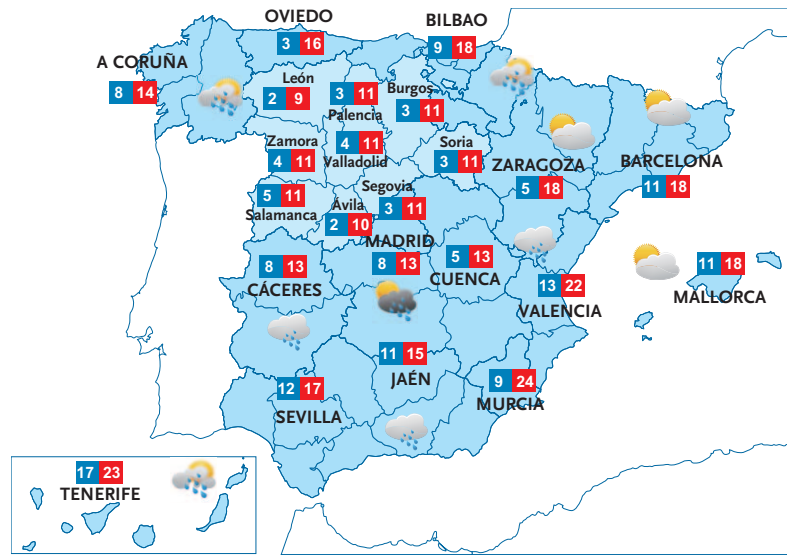 OVIEDO
3 16
BILBAO
9 18
A CORUÑA
8 14
León
2 9
3 11
Palencia
Burgos
3 11
Zamora
4 11
4 11
Valladolid
Soria
3 11
ZARAGOZA
5 18
BARCELONA
11 18
5 11
Salamanca
Ávila
2 10
Segovia
3 11
MADRID
8 13
8 13
CÁCERES
5 13
CUENCA
13 22
VALENCIA
11 18
MALLORCA
11 15
JAÉN
12 17
SEVILLA
9 24
MURCIA
17 23
TENERIFE